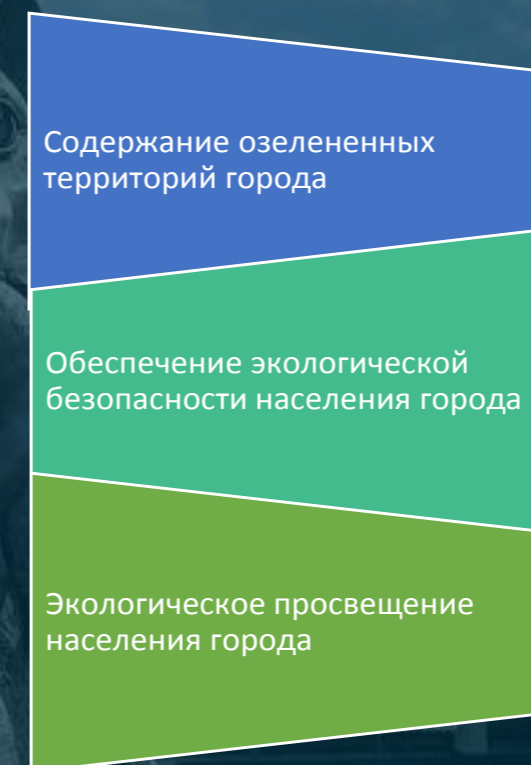 Содержание озелененных
территорий города
Обеспечение экологической
безопасности населения города
Экологическое просвещение
населения города